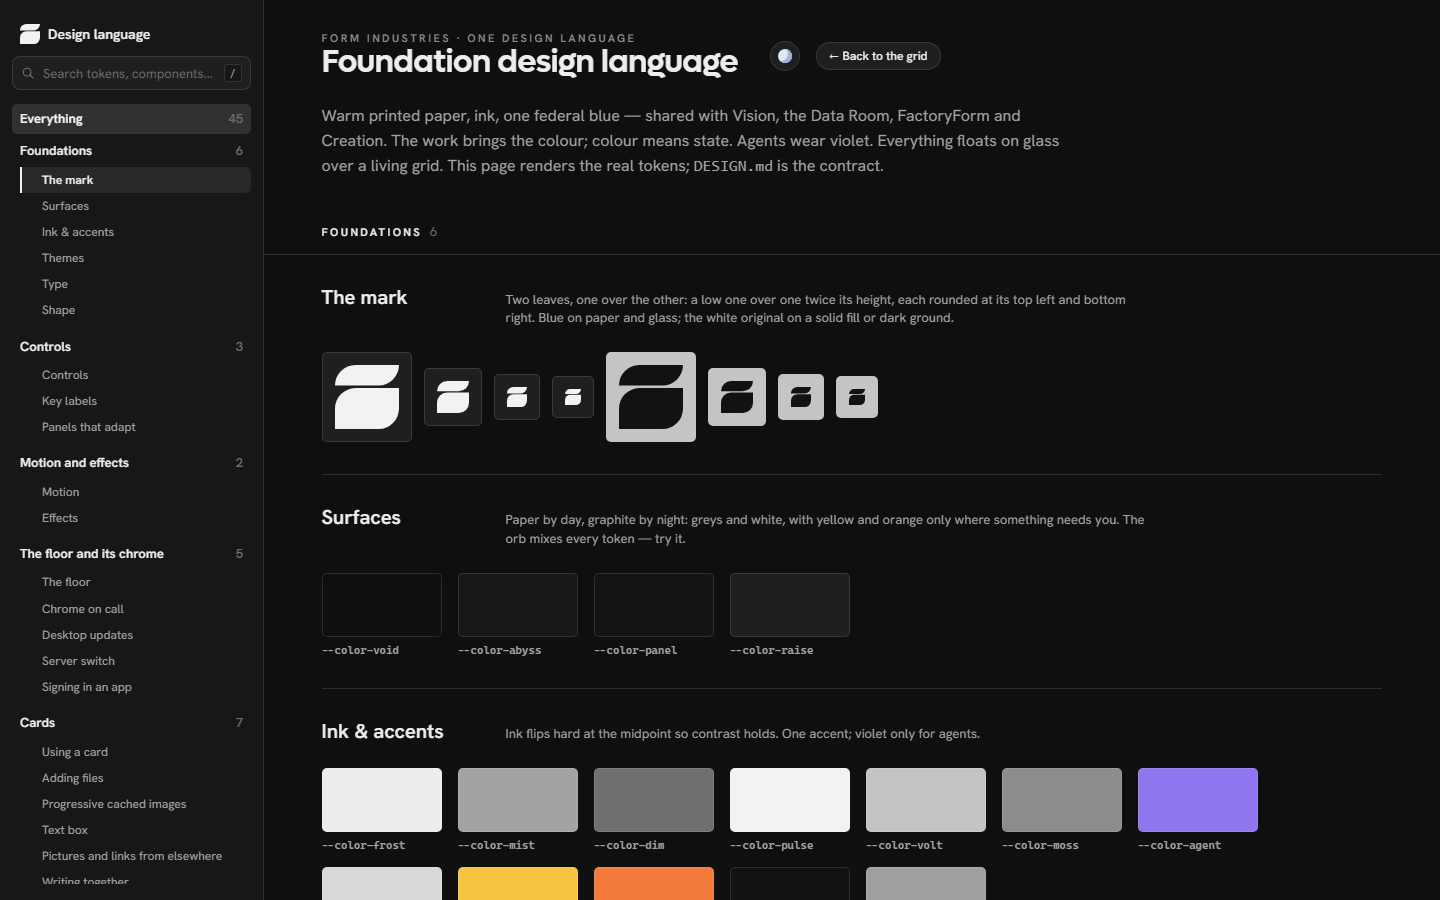 Design language
Search tokens, components... /
Everything 45
Foundations 6
The mark
Surfaces
Ink & accents
Themes
Type
Shape
Controls 3
Controls
Key labels
Panels that adapt
Motion and effects 2
Motion
Effects
The floor and its chrome 5
The floor
Chrome on call
Desktop updates
Server switch
Signing in an app
Cards 7
Using a card
Adding files
Progressive cached images
Text box
Pictures and links from elsewhere
Writing together
FORM INDUSTRIES · ONE DESIGN LANGUAGE
Foundation design language
← Back to the grid
Warm printed paper, ink, one federal blue — shared with Vision, the Data Room, FactoryForm and
Creation. The work brings the colour; colour means state. Agents wear violet. Everything floats on glass
over a living grid. This page renders the real tokens; DESIGN.md is the contract.
FOUNDATIONS 6
The mark
Two leaves, one over the other: a low one over one twice its height, each rounded at its top left and bottom
right. Blue on paper and glass; the white original on a solid fill or dark ground.
Surfaces
Paper by day, graphite by night: greys and white, with yellow and orange only where something needs you. The
orb mixes every token — try it.
--color-void
--color-abyss
--color-panel
--color-raise
Ink & accents
Ink flips hard at the midpoint so contrast holds. One accent; violet only for agents.
--color-frost
--color-mist
--color-dim
--color-pulse
--color-volt
--color-moss
--color-agent